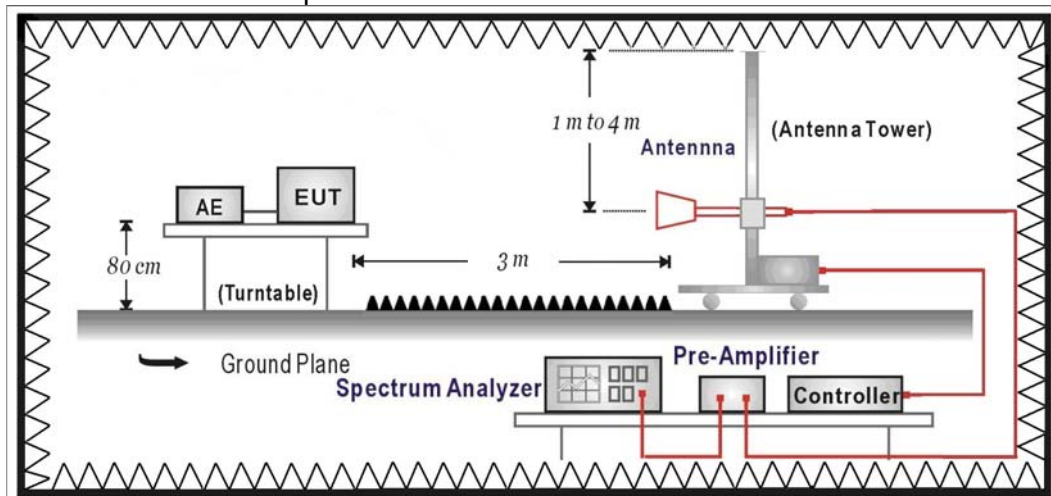 1 m to 4 m
(Antenna Tower)
Antennna
AE
EUT
80 cm
3 m
(Turntable)
Ground Plane
Pre-Amplifier
Spectrum Analyzer
Controller